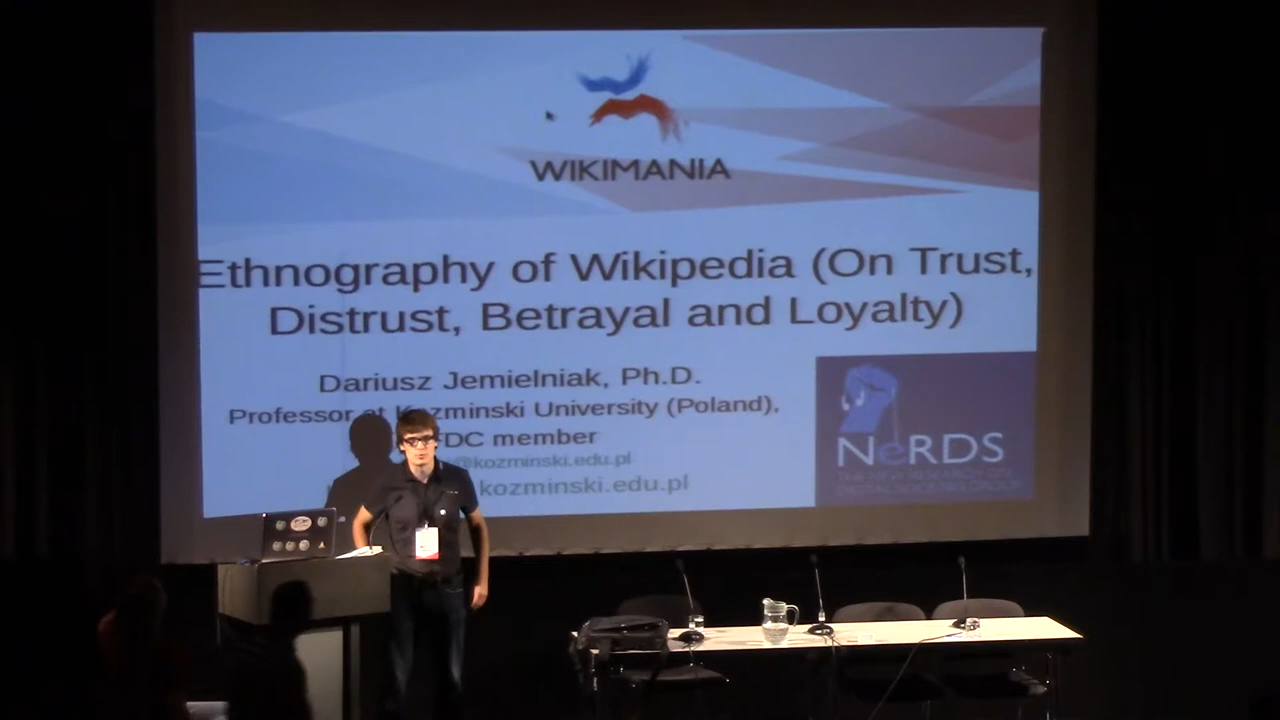 WIKIMANIA
Ethnography of Wikipedia (On Trust,
Distrust, Betrayal and Loyalty)
Dariusz Jemielniak, Ph.D.
Professor at Kozminski University (Poland),
FDC member
@kozminski.edu.pl
kozminski.edu.pl
NeRDS